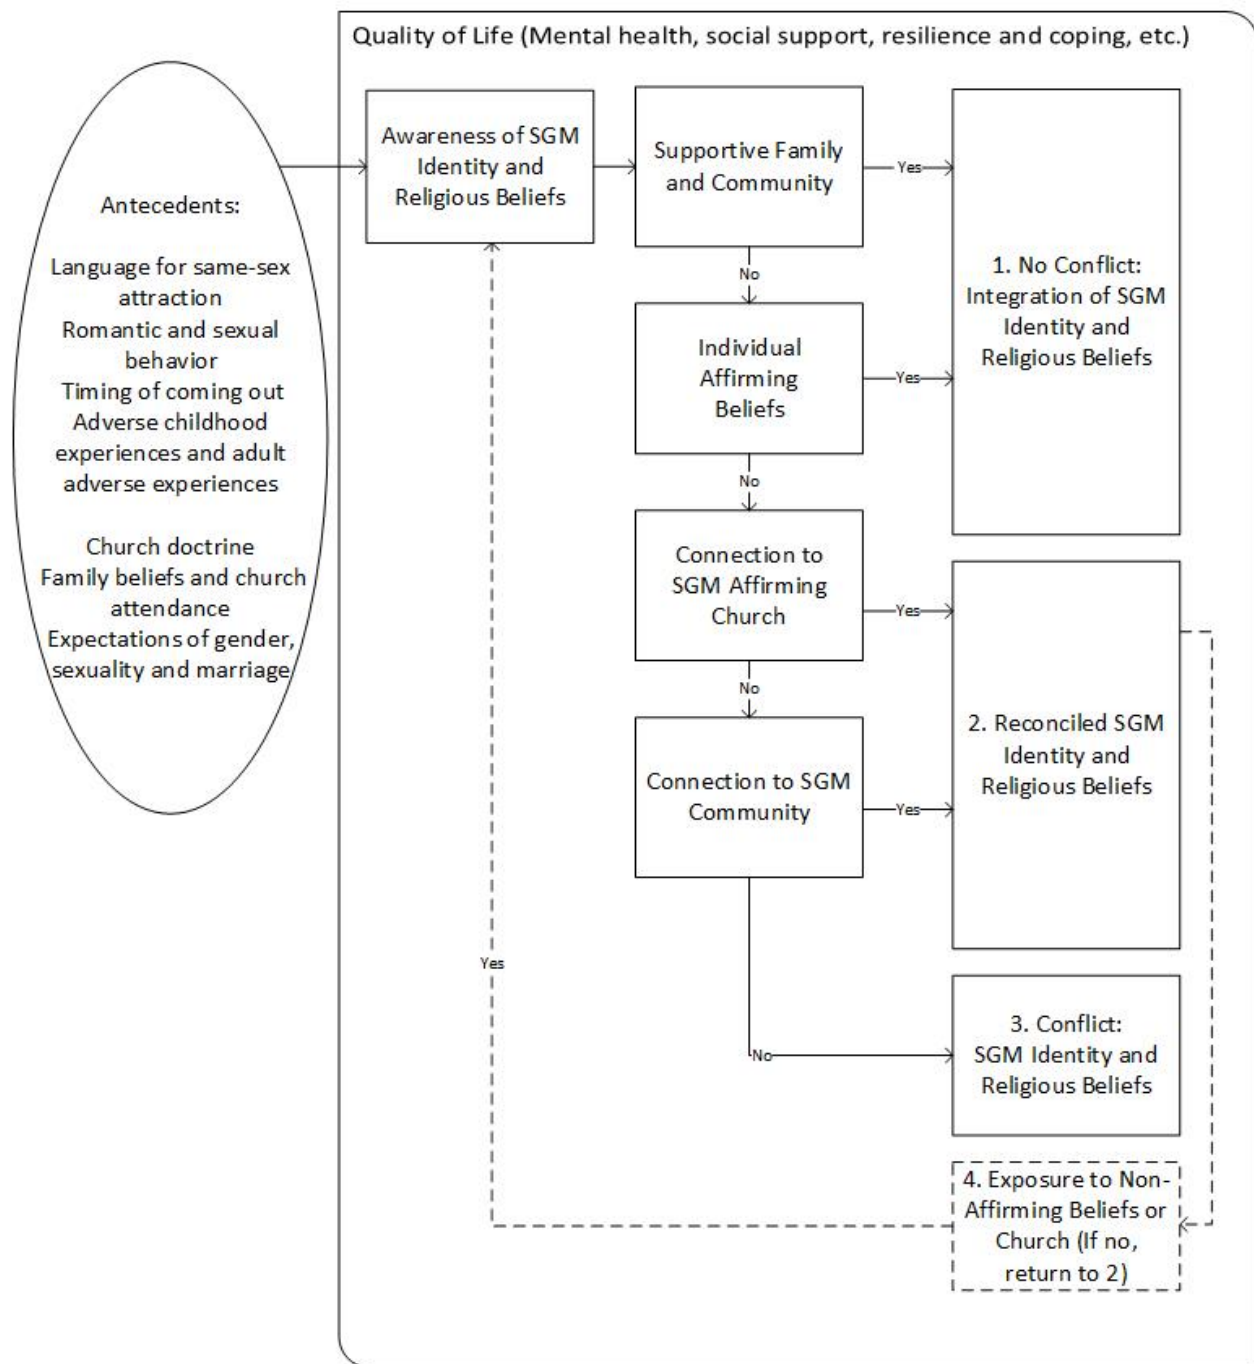 Quality of Life (Mental health, social support, resilience and coping, etc.)
Antecedents:
Language for same-sex
attraction
Romantic and sexual
behavior
Timing of coming out
Adverse childhood
experiences and adult
adverse experiences
Church doctrine
Family beliefs and church
attendance
Expectations of gender,
sexuality and marriage
Awareness of SGM
Identity and
Religious Beliefs
Supportive Family
and Community
Yes
No
Individual
Affirming
Beliefs
Yes
No
1. No Conflict:
Integration of SGM
Identity and
Religious Beliefs
Connection to
SGM Affirming
Church
Yes
No
Connection to SGM
Community
Yes
No
2. Reconciled SGM
Identity and
Religious Beliefs
3. Conflict:
SGM Identity and
Religious Beliefs
4. Exposure to Non-
Affirming Beliefs or
Church (If no,
return to 2)
Yes